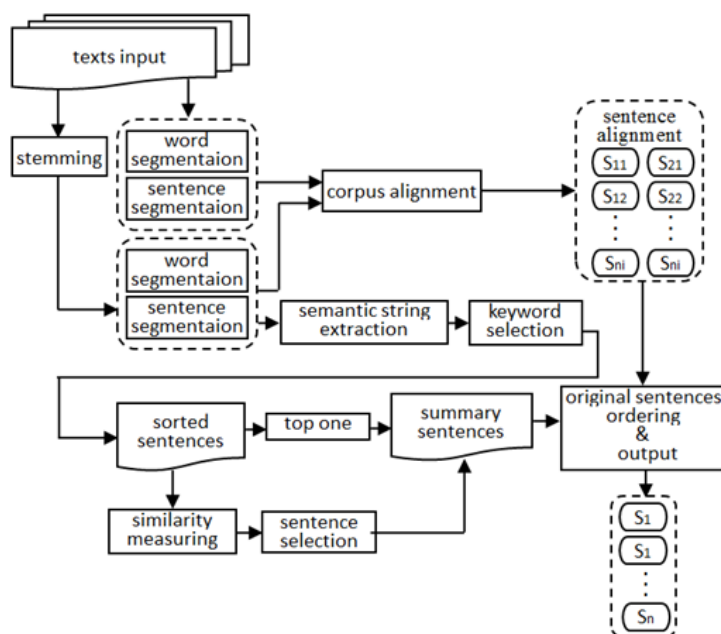 texts input
stemming
word
segmentaion
sentence
segmentaion
word
segmentaion
sentence
segmentaion
corpus alignment
sentence
alignment
S11 S21
S12 S22
⋮ ⋮
Sni Sni
semantic string
extraction
keyword
selection
sorted
sentences
top one
summary
sentences
original sentences
ordering
&
output
similarity
measuring
sentence
selection
S1
S1
⋮
Sn